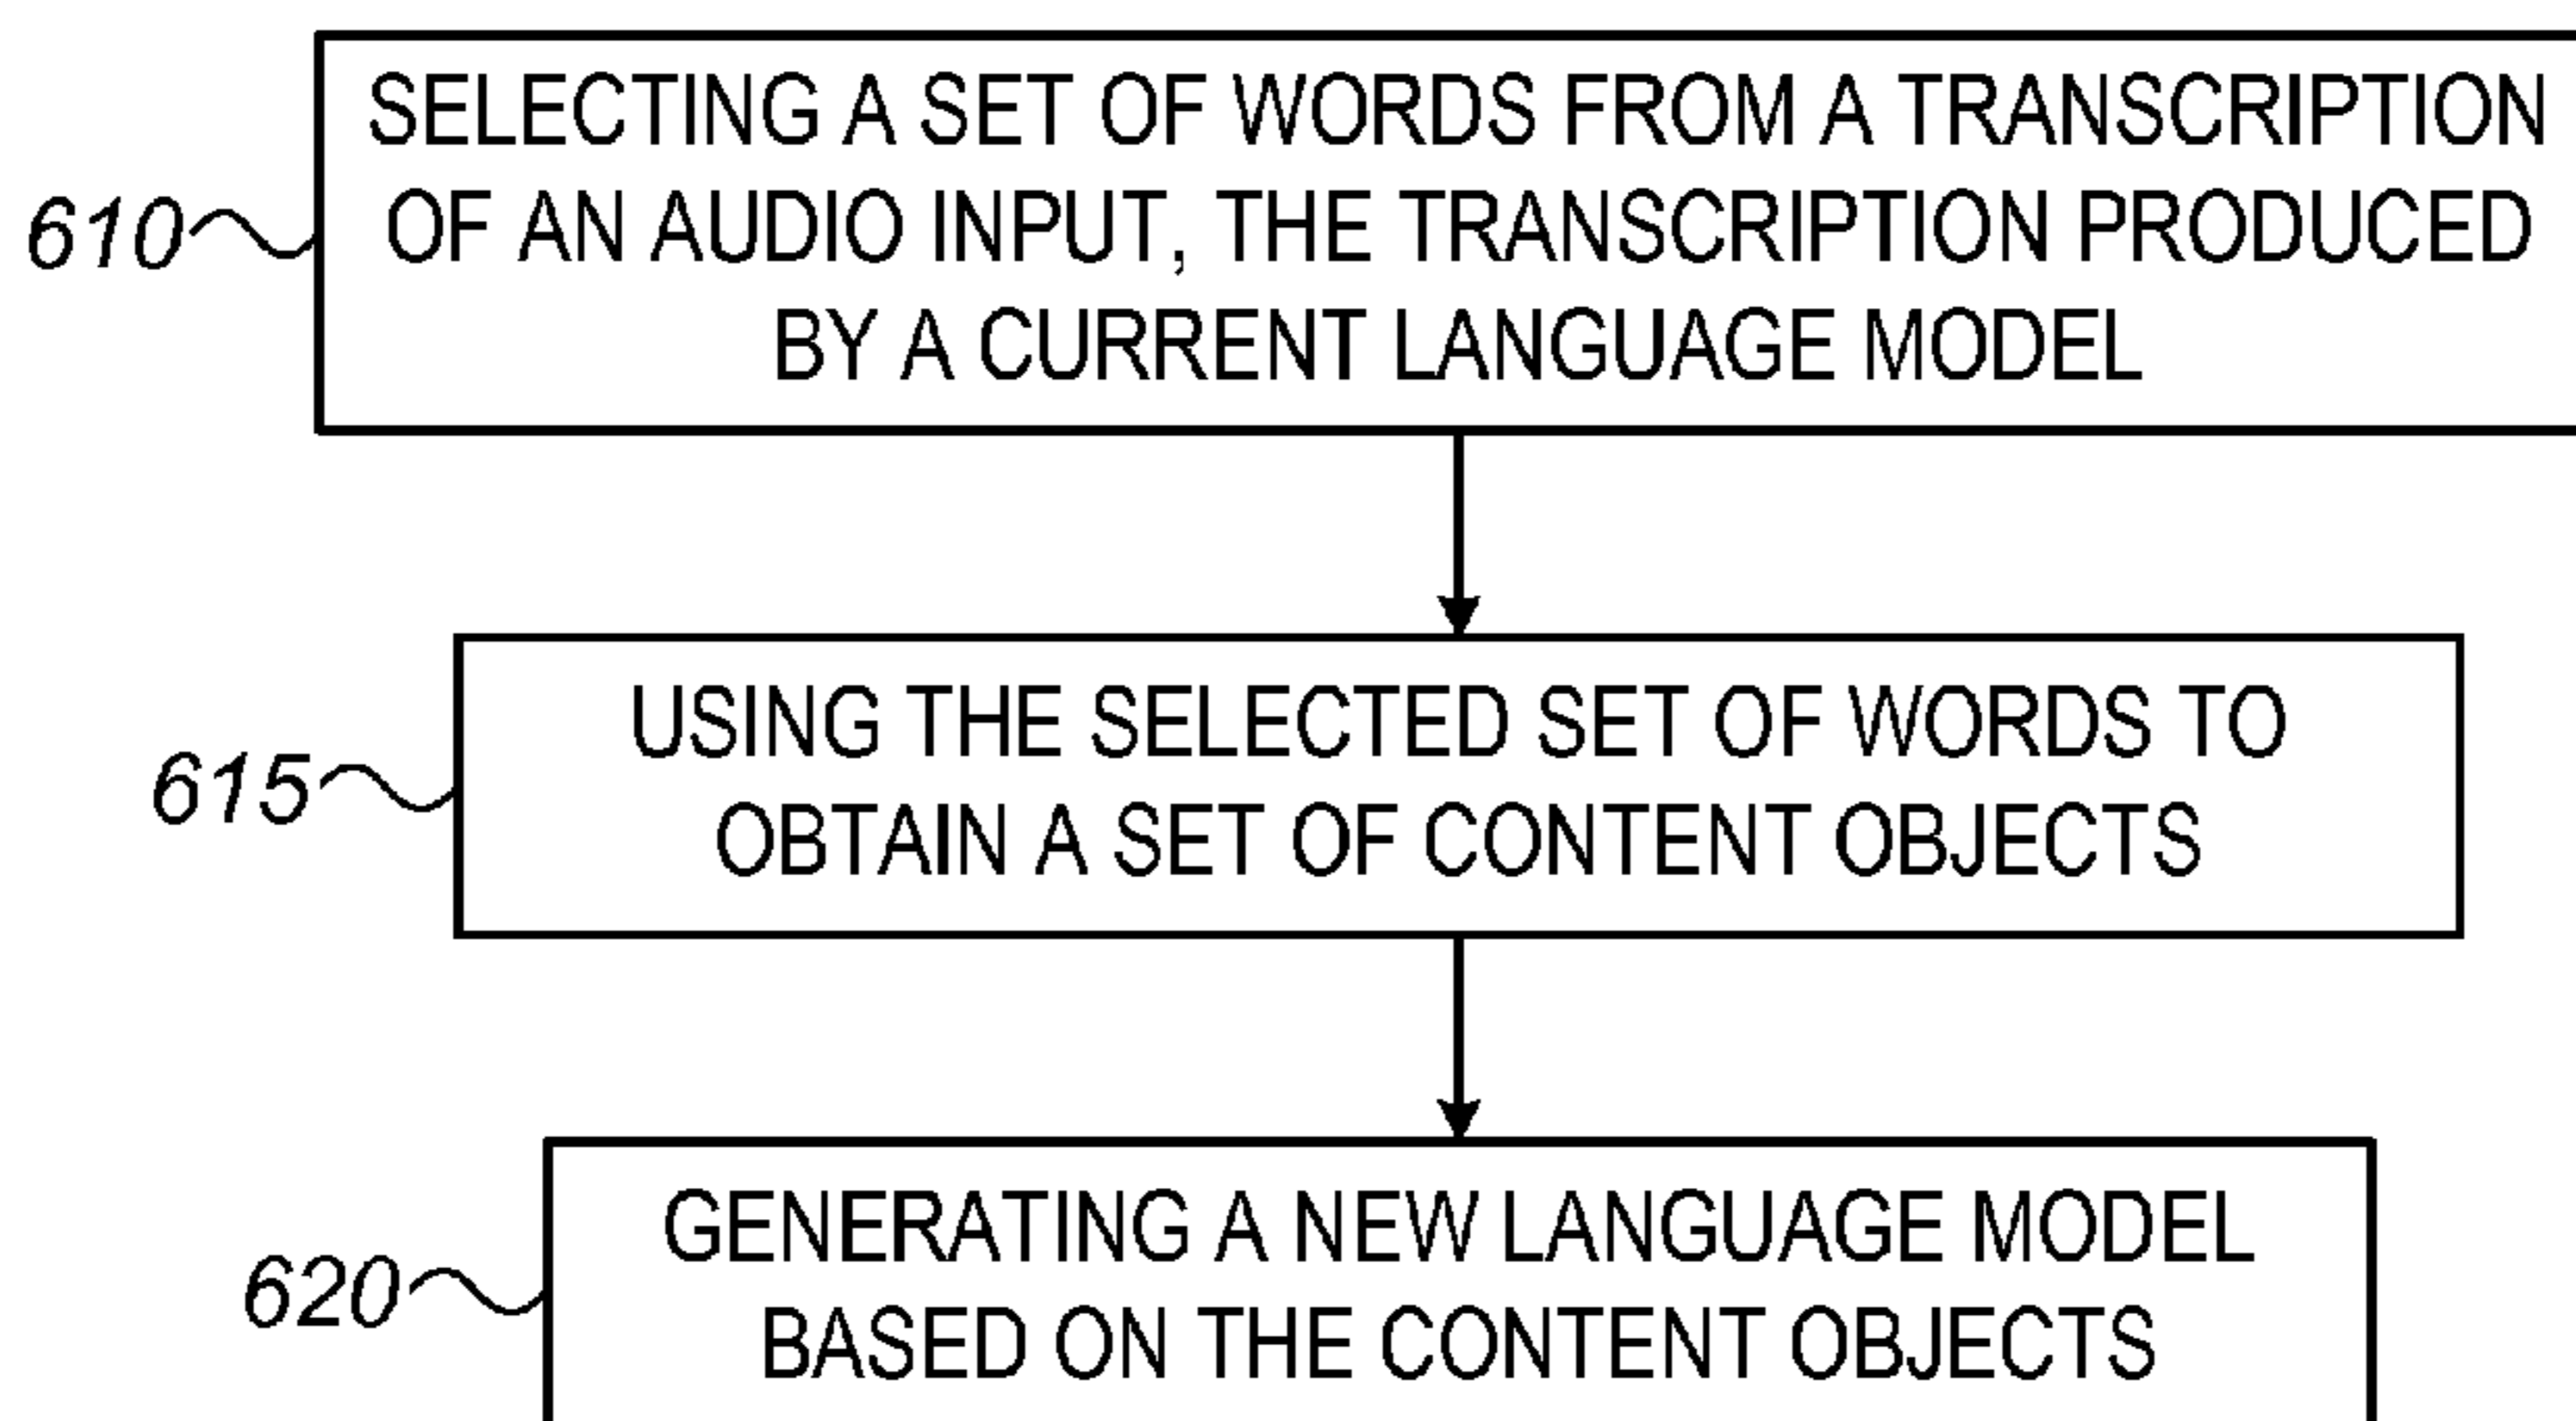 SELECTING A SET OF WORDS FROM A TRANSCRIPTION
OF AN AUDIO INPUT, THE TRANSCRIPTION PRODUCED
BY A CURRENT LANGUAGE MODEL
610
USING THE SELECTED SET OF WORDS TO
OBTAIN A SET OF CONTENT OBJECTS
615
GENERATING A NEW LANGUAGE MODEL
BASED ON THE CONTENT OBJECTS
620